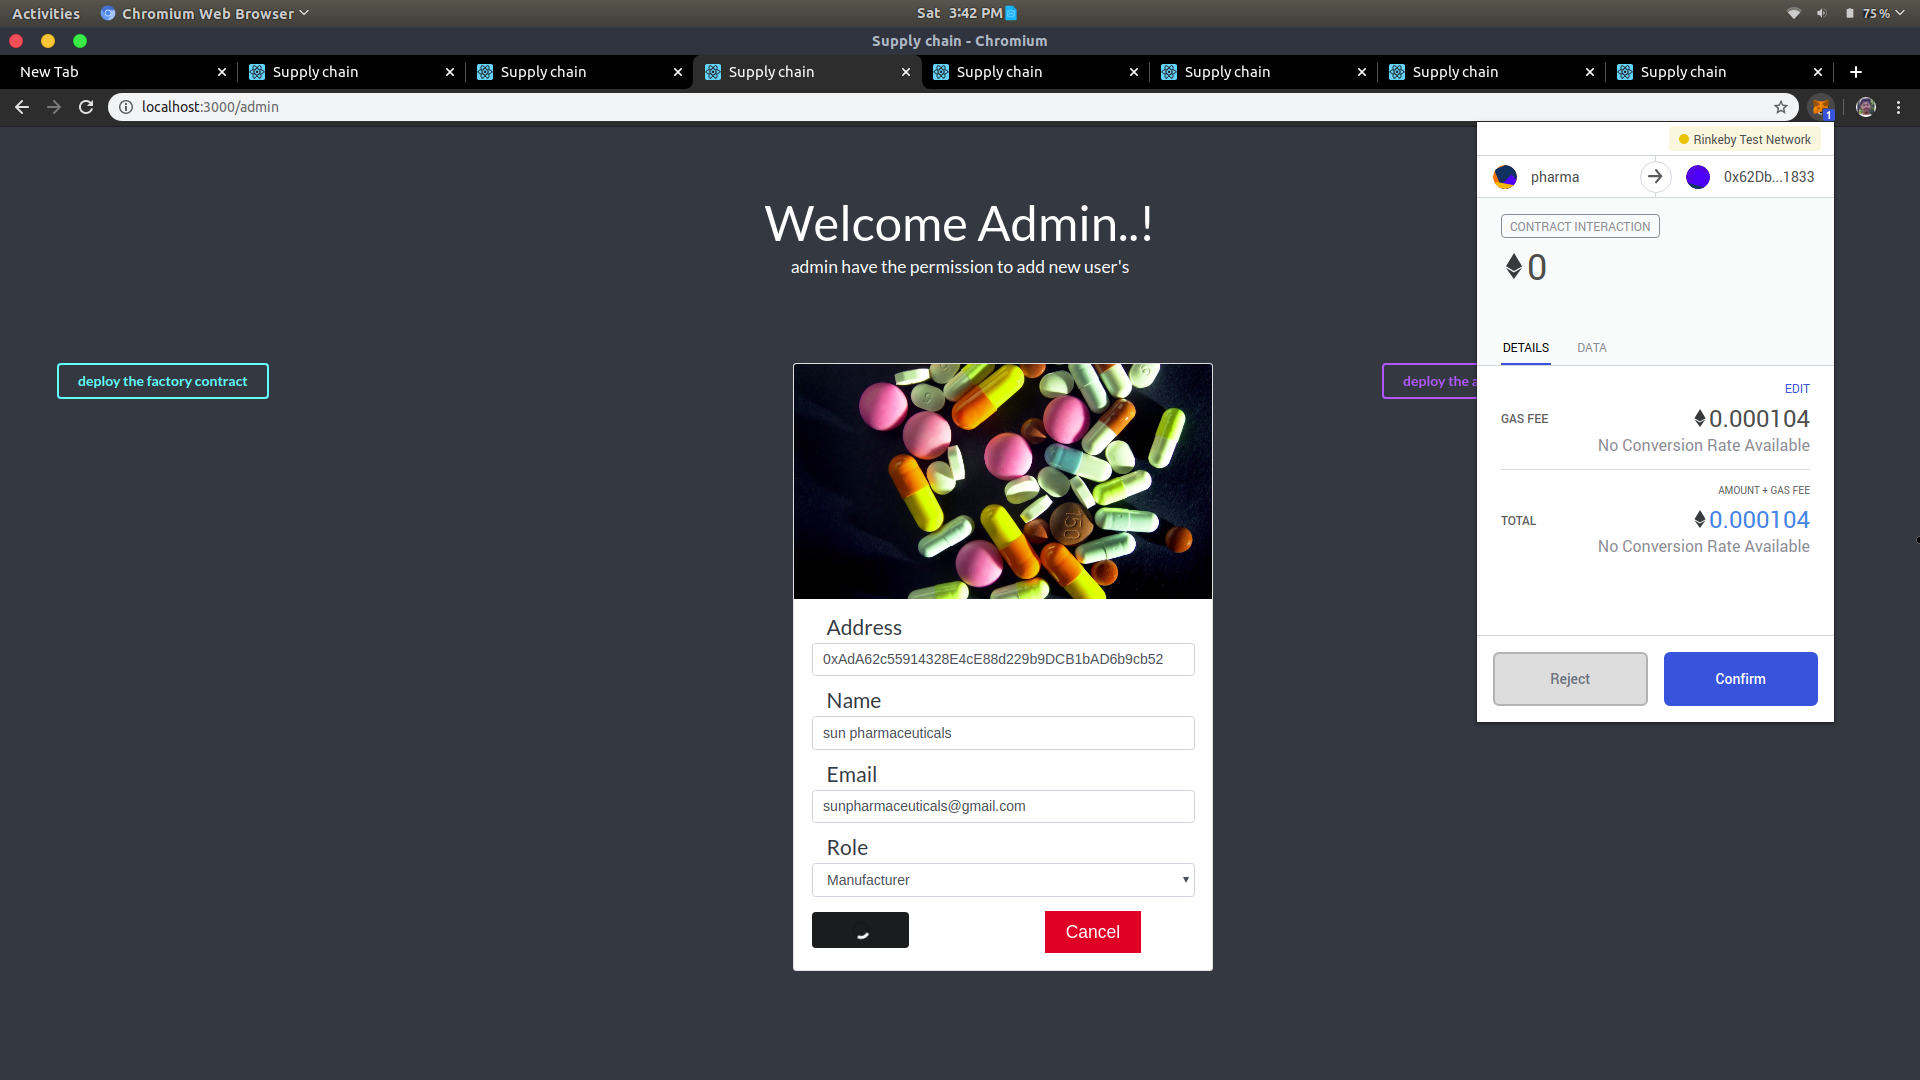 Activities
Chromium Web Browser
Sat 3:42 PM
75 %
Supply chain - Chromium
New Tab
Supply chain
Supply chain
Supply chain
Supply chain
Supply chain
Supply chain
Supply chain
localhost:3000/admin
1
Rinkeby Test Network
pharma
0x62Db...1833
Welcome Admin..!
admin have the permission to add new user's
CONTRACT INTERACTION
0
DETAILS
DATA
deploy the factory contract
deploy the a
EDIT
GAS FEE
0.000104
No Conversion Rate Available
AMOUNT + GAS FEE
TOTAL
0.000104
No Conversion Rate Available
150
Address
0xAdA62c55914328E4cE88d229b9DCB1bAD6b9cb52
Reject
Confirm
Name
sun pharmaceuticals
Email
sunpharmaceuticals@gmail.com
Role
Manufacturer
Cancel